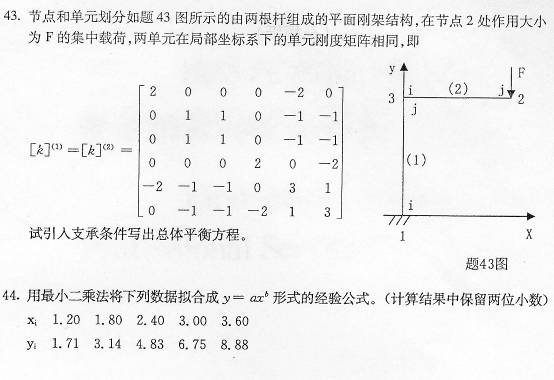 43. 节点和单元划分如题 43 图所示的由两根杆组成的平面刚架结构,在节点 2 处作用大小
为 F 的集中载荷,两单元在局部坐标系下的单元刚度矩阵相同,即
[k]⁽¹⁾ =[k]⁽²⁾ =
2 0 0 0 −2 0
0 1 1 0 −1 −1
0 1 1 0 −1 −1
0 0 0 2 0 −2
−2 −1 −1 0 3 1
0 −1 −1 −2 1 3
y
F
3 i (2) j 2
j
(1)
i
1 X
题43图
试引入支承条件写出总体平衡方程。
44. 用最小二乘法将下列数据拟合成 y= axᵇ 形式的经验公式。(计算结果中保留两位小数)
xᵢ 1.20 1.80 2.40 3.00 3.60
yᵢ 1.71 3.14 4.83 6.75 8.88